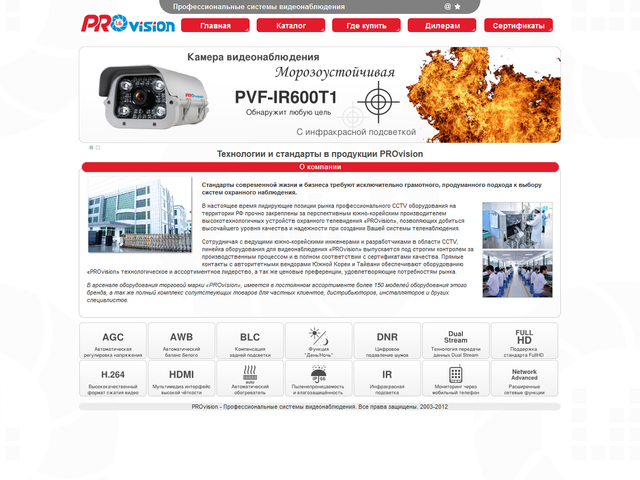 Профессиональные системы видеонаблюдения
PROvision
Главная
Каталог
Где купить
Дилерам
Сертификаты
Камера видеонаблюдения
Морозоустойчивая
PVF-IR600T1
Обнаружит любую цель
С инфракрасной подсветкой
Технологии и стандарты в продукции PROvision
О компании
Стандарты современной жизни и бизнеса требуют исключительно грамотного, продуманного подхода к выбору
систем охранного наблюдения.
В настоящее время лидирующие позиции рынка профессионального CCTV оборудования на
территории РФ прочно закреплены за перспективным южно-корейским производителем
высокотехнологичных устройств охранного телевидения «PROvision», позволяющих добиться
высочайшего уровня качества и надежности при создании Вашей системы теленаблюдения.
Сотрудничая с ведущими южно-корейскими инженерами и разработчиками в области CCTV,
линейка оборудования для видеонаблюдения «PROvision» выпускается под строгим контролем за
производственным процессом и в полном соответствии с сертификатами качества. Прямые
контакты с авторитетными вендорами Южной Кореи и Тайваня обеспечивают оборудованию
«PROvision» технологическое и ассортиментное лидерство, а так же ценовые преференции, удовлетворяющие потребностям рынка.
В арсенале оборудования торговой марки «PROvision», имеется в постоянном ассортименте более 150 моделей оборудования этого
бренда, а так же полный комплекс сопутствующих товаров для частных клиентов, дистрибьюторов, инсталляторов и других
специалистов.
AGC
Автоматическая
регулировка напряжения
AWB
Автоматический
баланс белого
BLC
Компенсация
задней подсветки
Функция
"День/Ночь"
DNR
Цифровое
подавление шумов
Dual
Stream
Технология передачи
данных Dual Stream
FULL
HD
Поддержка
стандарта FullHD
H.264
Высококачественный
формат сжатия видео
HDMI
Мультимедиа интерфейс
высокой чёткости
auto
Автоматический
обогреватель
IP66
Пыленепроницаемость
и влагозащищённость
IR
Инфракрасная
подсветка
Мониторинг через
мобильный телефон
Network
Advanced
Расширенные
сетевые функции
PROvision - Профессиональные системы видеонаблюдения. Все права защищены. 2003-2012